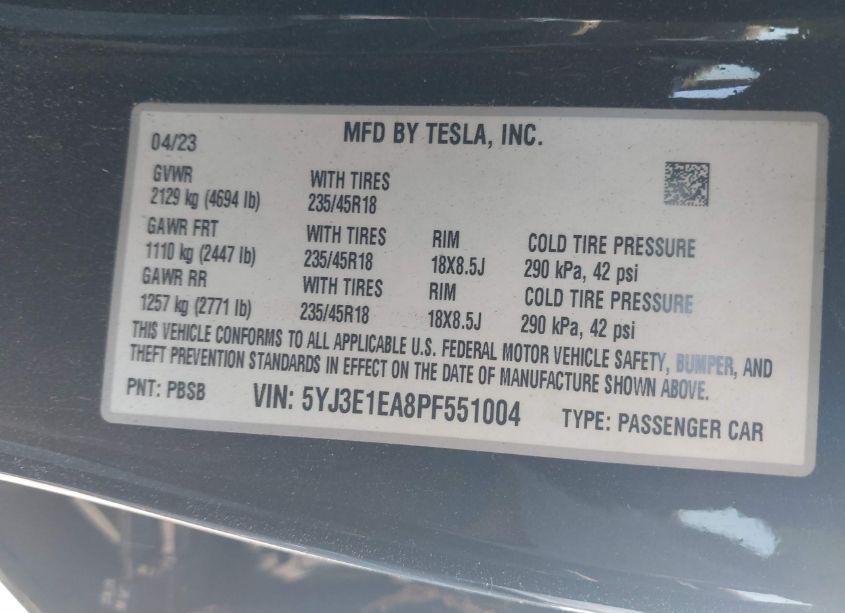 04/23 MFD BY TESLA, INC.
GVWR WITH TIRES
2129 kg (4694 lb) 235/45R18
GAWR FRT WITH TIRES RIM COLD TIRE PRESSURE
1110 kg (2447 lb) 235/45R18 18X8.5J 290 kPa, 42 psi
GAWR RR WITH TIRES RIM COLD TIRE PRESSURE
1257 kg (2771 lb) 235/45R18 18X8.5J 290 kPa, 42 psi
THIS VEHICLE CONFORMS TO ALL APPLICABLE U.S. FEDERAL MOTOR VEHICLE SAFETY, BUMPER, AND
THEFT PREVENTION STANDARDS IN EFFECT ON THE DATE OF MANUFACTURE SHOWN ABOVE.
PNT: PBSB VIN: 5YJ3E1EA8PF551004 TYPE: PASSENGER CAR